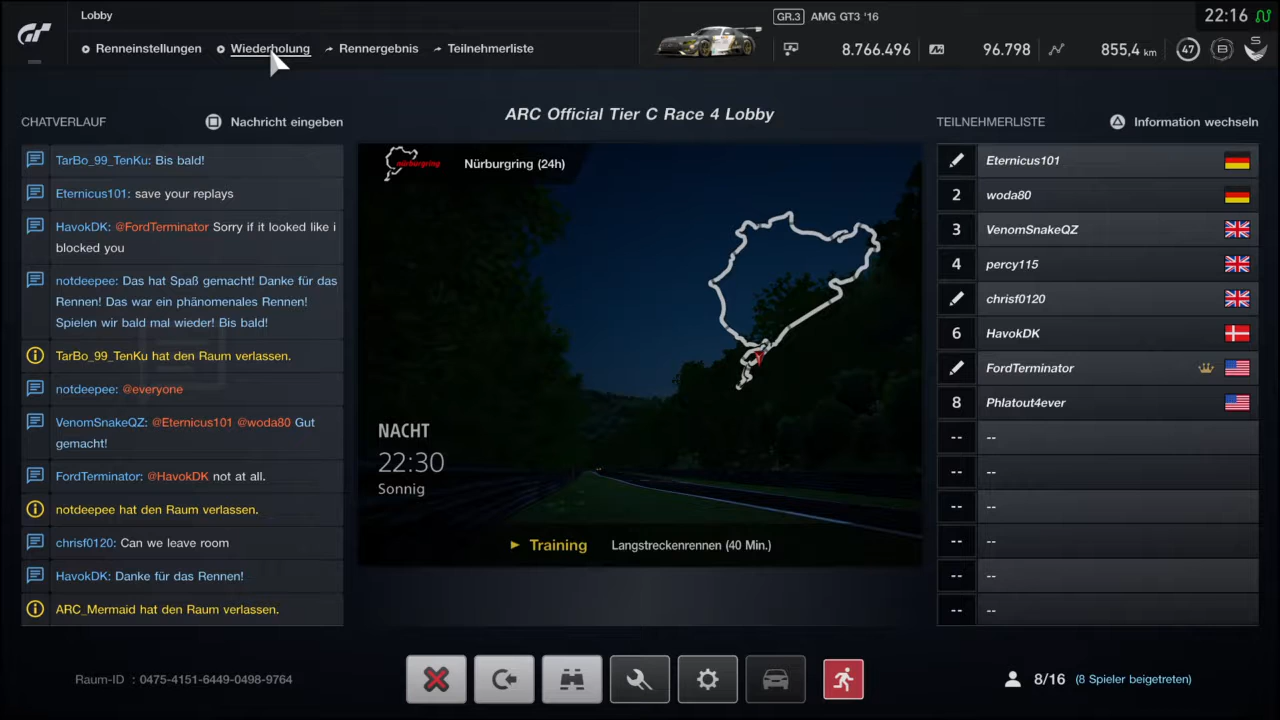 Lobby
Renneinstellungen
Wiederholung
Rennergebnis
Teilnehmerliste
GR.3 AMG GT3 '16
8.766.496
96.798
855,4 km
47
B
S
22:16
CHATVERLAUF
Nachricht eingeben
TarBo_99_TenKu: Bis bald!
Eternicus101: save your replays
HavokDK: @FordTerminator Sorry if it looked like i
blocked you
notdeepee: Das hat Spaß gemacht! Danke für das
Rennen! Das war ein phänomenales Rennen!
Spielen wir bald mal wieder! Bis bald!
TarBo_99_TenKu hat den Raum verlassen.
notdeepee: @everyone
VenomSnakeQZ: @Eternicus101 @woda80 Gut
gemacht!
FordTerminator: @HavokDK not at all.
notdeepee hat den Raum verlassen.
chrisf0120: Can we leave room
HavokDK: Danke für das Rennen!
ARC_Mermaid hat den Raum verlassen.
ARC Official Tier C Race 4 Lobby
nürburgring
Nürburgring (24h)
NACHT
22:30
Sonnig
Training
Langstreckenrennen (40 Min.)
TEILNEHMERLISTE
Information wechseln
Eternicus101
2 woda80
3 VenomSnakeQZ
4 percy115
chrisf0120
6 HavokDK
FordTerminator
8 Phlatout4ever
-- --
-- --
-- --
-- --
-- --
-- --
Raum-ID : 0475-4151-6449-0498-9764
8/16 (8 Spieler beigetreten)